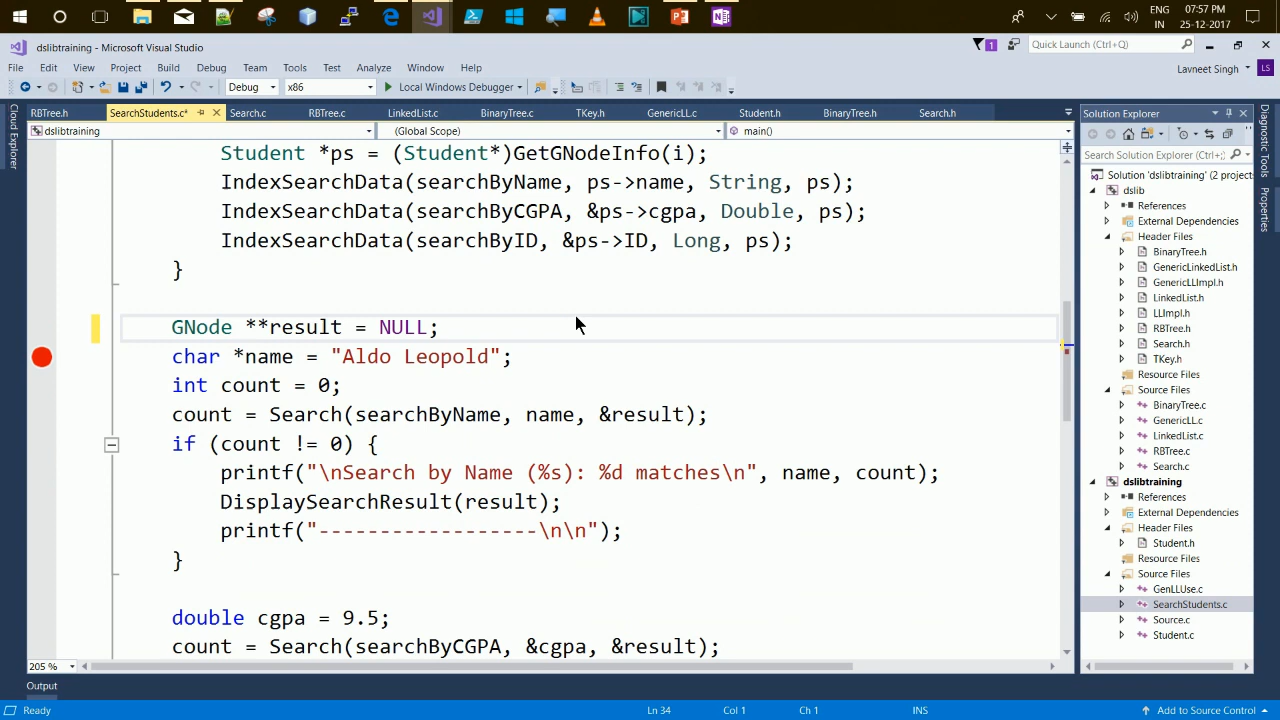 07:57 PM
ENG
IN
25-12-2017
dslibtraining - Microsoft Visual Studio
1
Quick Launch (Ctrl+Q)
File Edit View Project Build Debug Team Tools Test Analyze Window Help
Lavneet Singh
LS
Debug x86 Local Windows Debugger
RBTree.h SearchStudents.c* Search.c RBTree.c LinkedList.c BinaryTree.c TKey.h GenericLL.c Student.h BinaryTree.h Search.h
dslibtraining (Global Scope) main()
Cloud Explorer
Student *ps = (Student*)GetGNodeInfo(i);
IndexSearchData(searchByName, ps->name, String, ps);
IndexSearchData(searchByCGPA, &ps->cgpa, Double, ps);
IndexSearchData(searchByID, &ps->ID, Long, ps);
}
GNode **result = NULL;
char *name = "Aldo Leopold";
int count = 0;
count = Search(searchByName, name, &result);
if (count != 0) {
printf("\nSearch by Name (%s): %d matches\n", name, count);
DisplaySearchResult(result);
printf("------------------\n\n");
}
double cgpa = 9.5;
count = Search(searchByCGPA, &cgpa, &result);
205 %
Solution Explorer
Search Solution Explorer (Ctrl+;)
Solution 'dslibtraining' (2 projec
dslib
References
External Dependencies
Header Files
BinaryTree.h
GenericLinkedList.h
GenericLLImpl.h
LinkedList.h
LLImpl.h
RBTree.h
Search.h
TKey.h
Resource Files
Source Files
BinaryTree.c
GenericLL.c
LinkedList.c
RBTree.c
Search.c
dslibtraining
References
External Dependencies
Header Files
Student.h
Resource Files
Source Files
GenLLUse.c
SearchStudents.c
Source.c
Student.c
Diagnostic Tools
Properties
Output
Ready Ln 34 Col 1 Ch 1 INS Add to Source Control